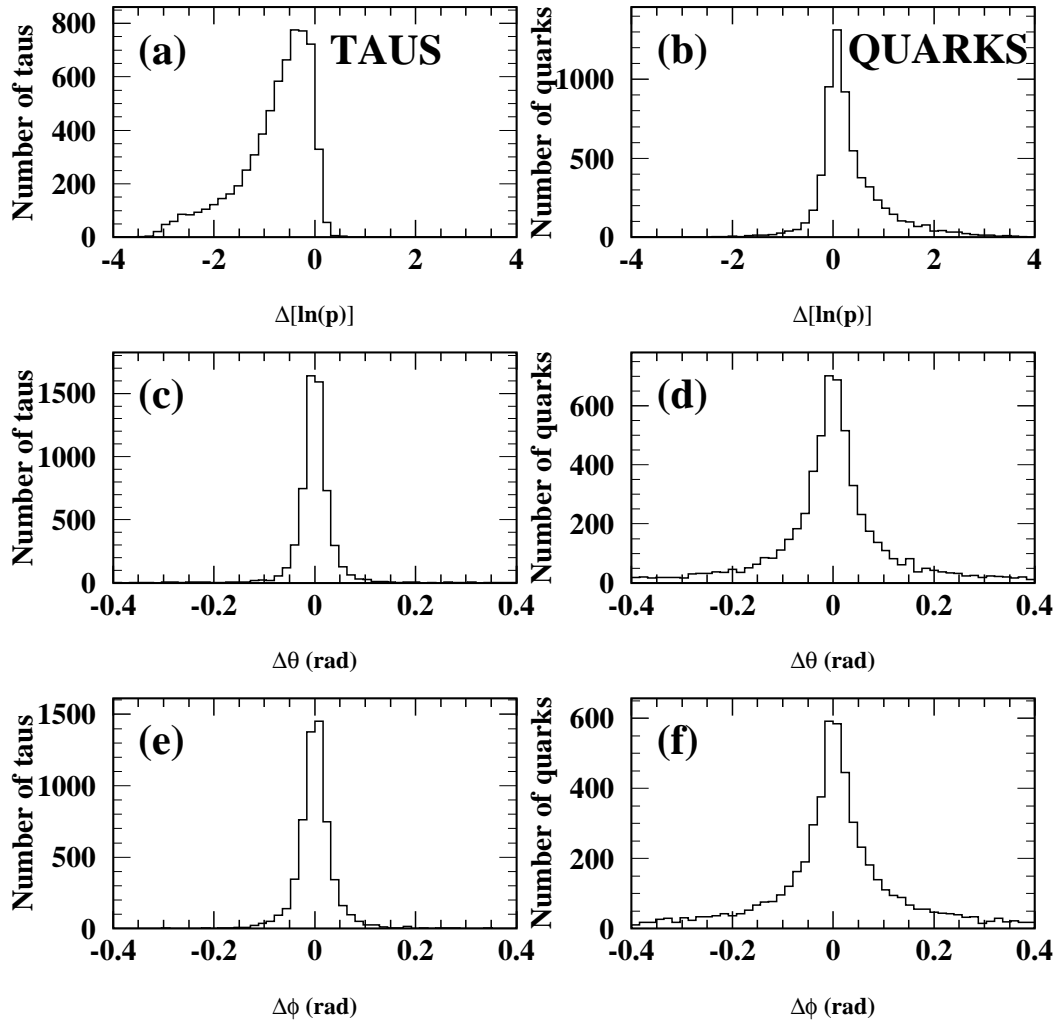 (a) TAUS
Number of taus
800
600
400
200
0
-4 -2 0 2 4
Δ[ln(p)]
(b) QUARKS
Number of quarks
1000
500
0
-4 -2 0 2 4
Δ[ln(p)]
(c)
Number of taus
1500
1000
500
0
-0.4 -0.2 0 0.2 0.4
Δθ (rad)
(d)
Number of quarks
600
400
200
0
-0.4 -0.2 0 0.2 0.4
Δθ (rad)
(e)
Number of taus
1500
1000
500
0
-0.4 -0.2 0 0.2 0.4
Δϕ (rad)
(f)
Number of quarks
600
400
200
0
-0.4 -0.2 0 0.2 0.4
Δϕ (rad)